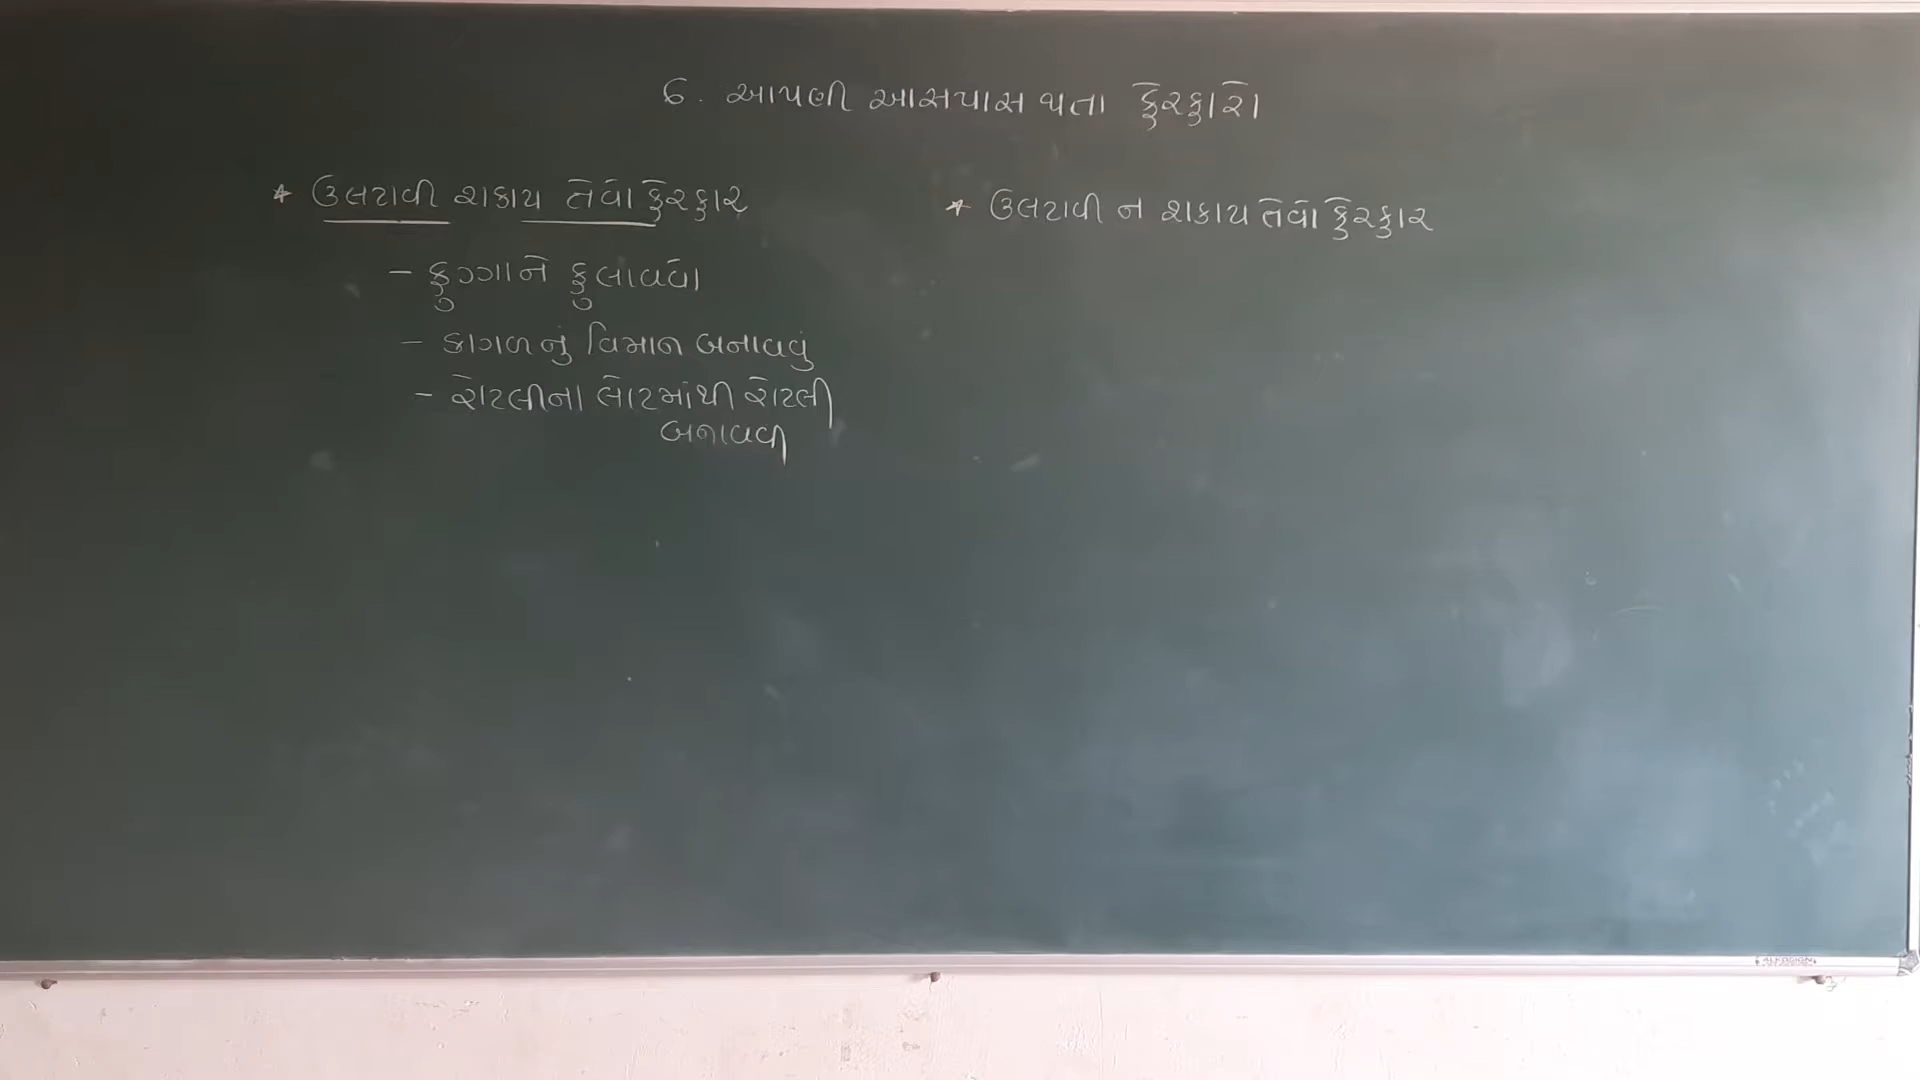 6. આપણી આસપાસ થતા ફેરફારો
* ઉલટાવી શકાય તેવા ફેરફાર
- ફુગ્ગાને ફુલાવવો
- કાગળનું વિમાન બનાવવું
- રોટલીના લોટમાંથી રોટલી
બનાવવી
* ઉલટાવી ન શકાય તેવા ફેરફાર